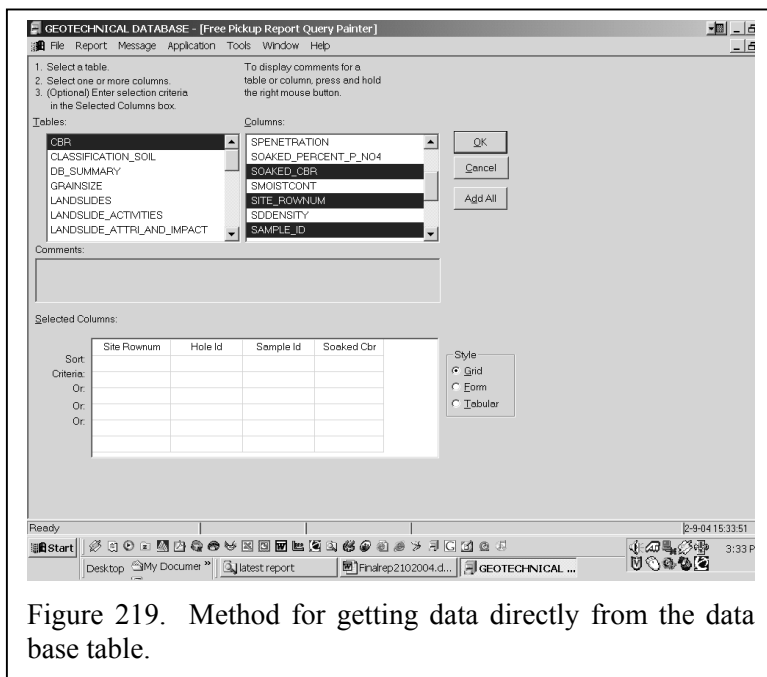 GEOTECHNICAL DATABASE - [Free Pickup Report Query Painter]
File Report Message Application Tools Window Help
1. Select a table.
2. Select one or more columns.
3. (Optional) Enter selection criteria
in the Selected Columns box.
To display comments for a
table or column, press and hold
the right mouse button.
Tables:
CBR
CLASSIFICATION_SOIL
DB_SUMMARY
GRAINSIZE
LANDSLIDES
LANDSLIDE_ACTIVITIES
LANDSLIDE_ATTRI_AND_IMPACT
Columns:
SPENETRATION
SOAKED_PERCENT_P_NO4
SOAKED_CBR
SMOISTCONT
SITE_ROWNUM
SDDENSITY
SAMPLE_ID
OK
Cancel
Add All
Comments:
Selected Columns:
Site Rownum Hole Id Sample Id Soaked Cbr
Sort:
Criteria:
Or:
Or:
Or:
Style
Grid
Form
Tabular
Ready 2-9-04 15:33:51
Start 3:33 P
Desktop My Documer » latest report Finalrep2102004.d... GEOTECHNICAL ...
Figure 219. Method for getting data directly from the data
base table.